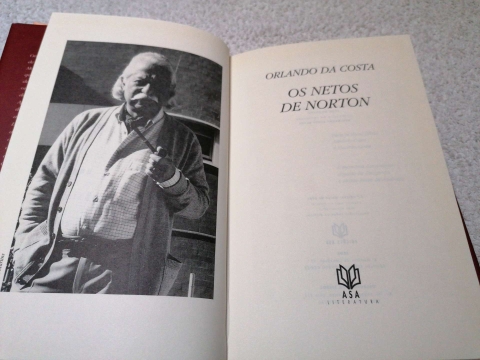 ORLANDO DA COSTA
OS NETOS
DE NORTON
ASA
LITERATURA